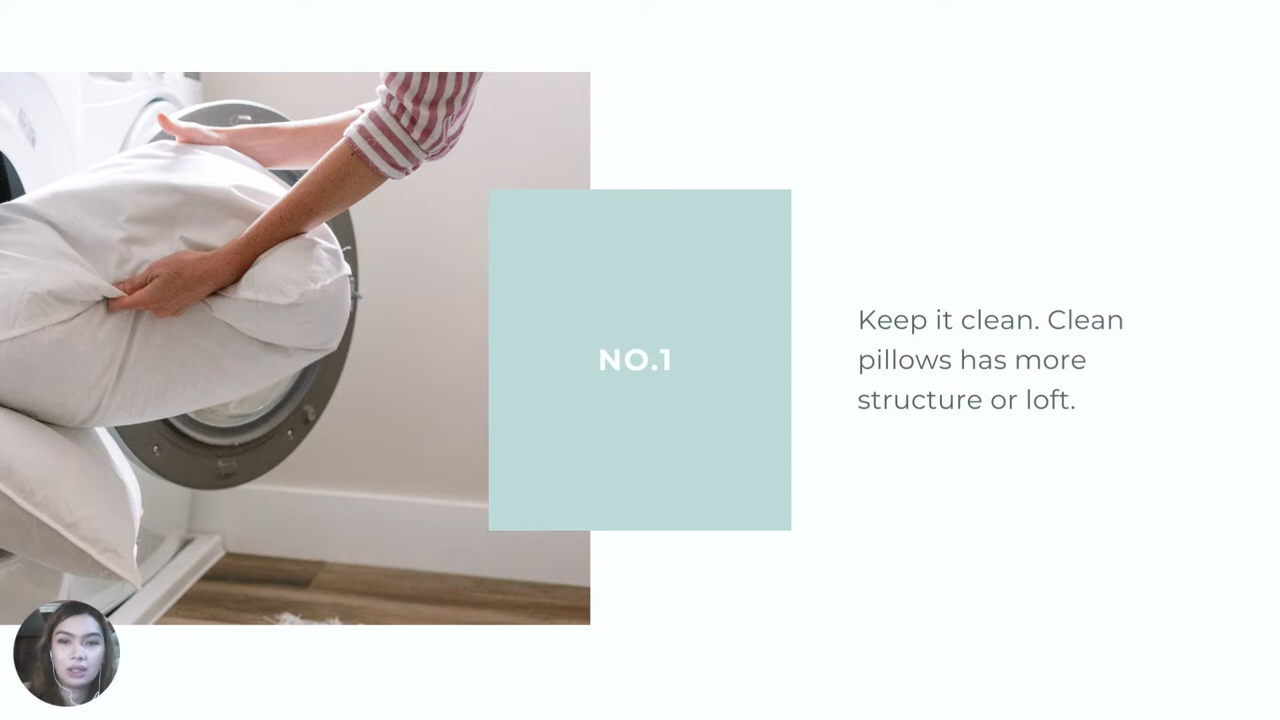 NO.1
Keep it clean. Clean
pillows has more
structure or loft.